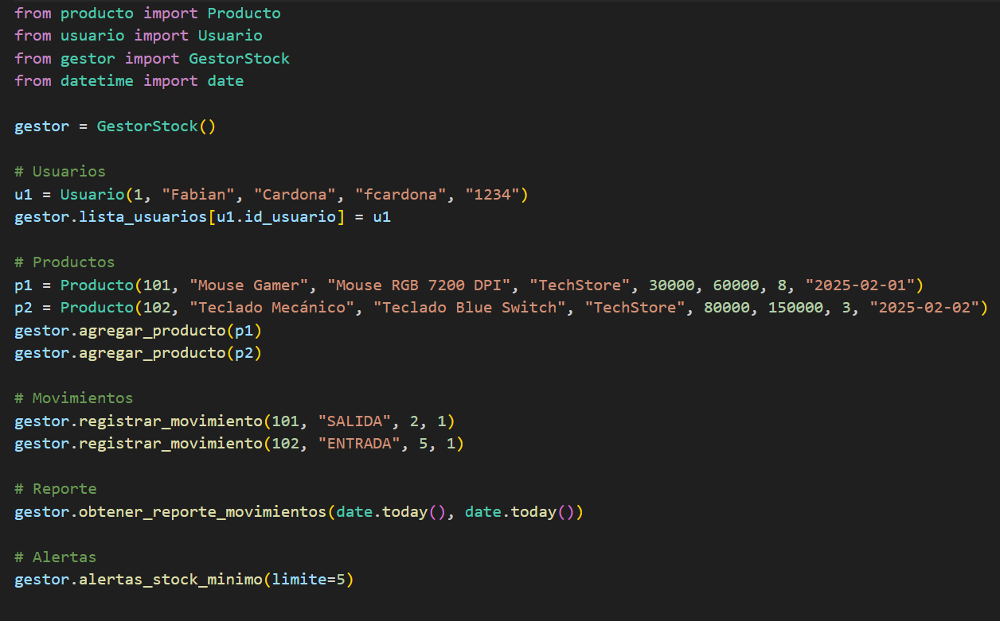 from producto import Producto
from usuario import Usuario
from gestor import GestorStock
from datetime import date
gestor = GestorStock()
# Usuarios
u1 = Usuario(1, "Fabian", "Cardona", "fcardona", "1234")
gestor.lista_usuarios[u1.id_usuario] = u1
# Productos
p1 = Producto(101, "Mouse Gamer", "Mouse RGB 7200 DPI", "TechStore", 30000, 60000, 8, "2025-02-01")
p2 = Producto(102, "Teclado Mecánico", "Teclado Blue Switch", "TechStore", 80000, 150000, 3, "2025-02-02")
gestor.agregar_producto(p1)
gestor.agregar_producto(p2)
# Movimientos
gestor.registrar_movimiento(101, "SALIDA", 2, 1)
gestor.registrar_movimiento(102, "ENTRADA", 5, 1)
# Reporte
gestor.obtener_reporte_movimientos(date.today(), date.today())
# Alertas
gestor.alertas_stock_minimo(limite=5)